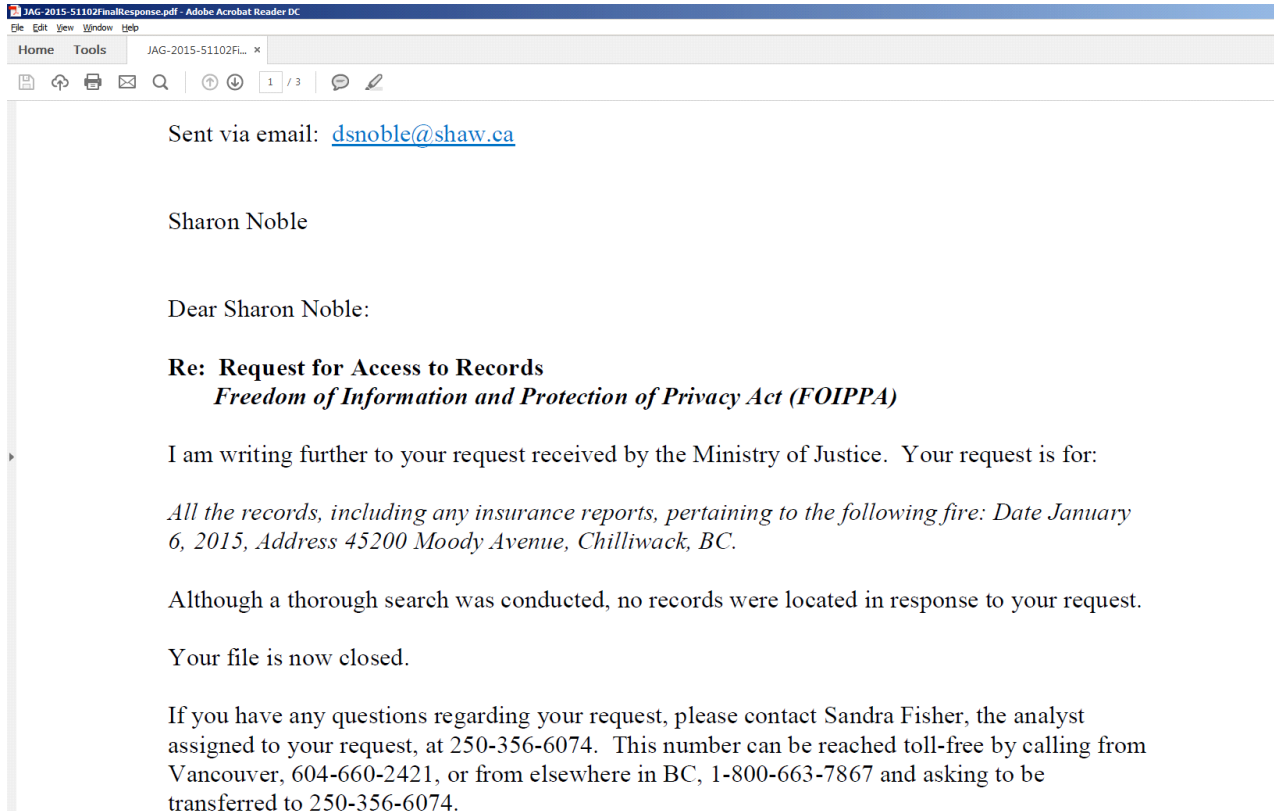 JAG-2015-51102FinalResponse.pdf - Adobe Acrobat Reader DC
File Edit View Window Help
Home Tools JAG-2015-51102Fi... ×
1 / 3
Sent via email: dsnoble@shaw.ca
Sharon Noble
Dear Sharon Noble:
Re: Request for Access to Records
Freedom of Information and Protection of Privacy Act (FOIPPA)
I am writing further to your request received by the Ministry of Justice. Your request is for:
All the records, including any insurance reports, pertaining to the following fire: Date January
6, 2015, Address 45200 Moody Avenue, Chilliwack, BC.
Although a thorough search was conducted, no records were located in response to your request.
Your file is now closed.
If you have any questions regarding your request, please contact Sandra Fisher, the analyst
assigned to your request, at 250-356-6074. This number can be reached toll-free by calling from
Vancouver, 604-660-2421, or from elsewhere in BC, 1-800-663-7867 and asking to be
transferred to 250-356-6074.